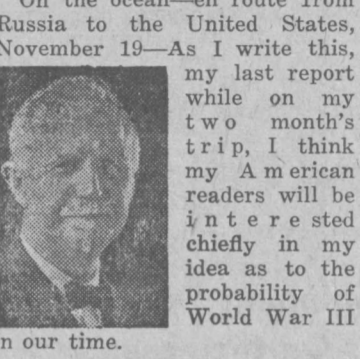 On the ocean—en route from
Russia to the United States,
November 19—As I write this,
my last report
while on my
two month's
trip, I think
my American
readers will be
interested
chiefly in my
idea as to the
probability of
World War III
in our time.